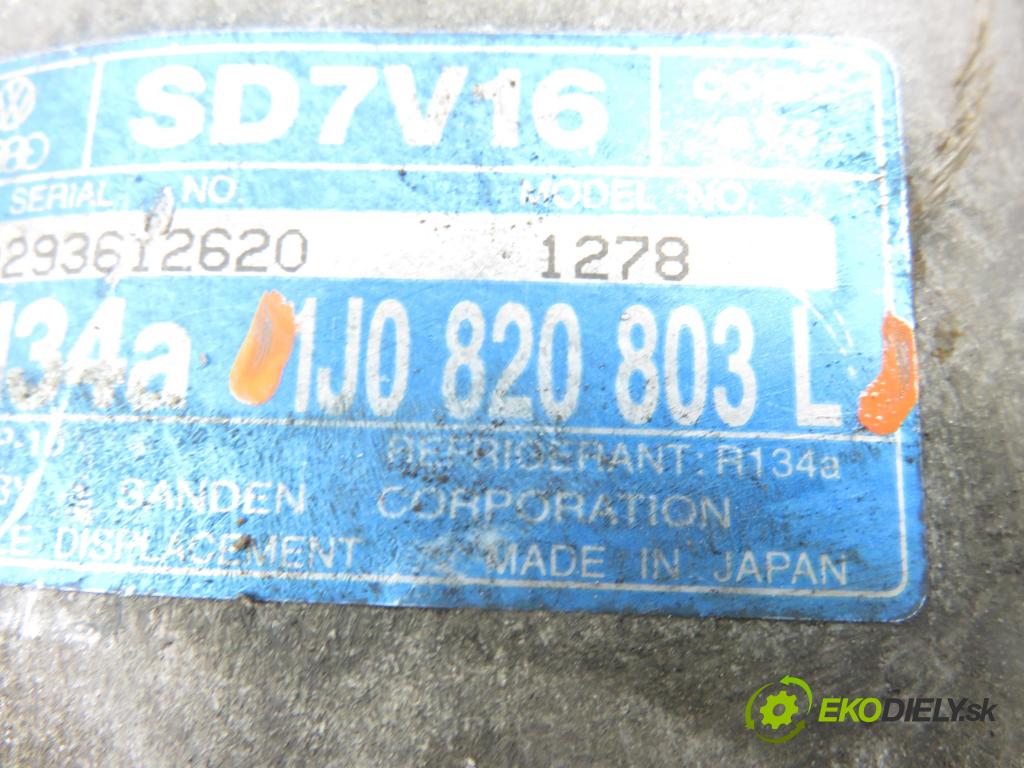 SD7V16
SERIAL NO. MODEL NO.
293612620 1278
134a 1J0 820 803 L
REFRIGERANT: R134a
SANDEN CORPORATION
DISPLACEMENT MADE IN JAPAN
EKODIELY.sk